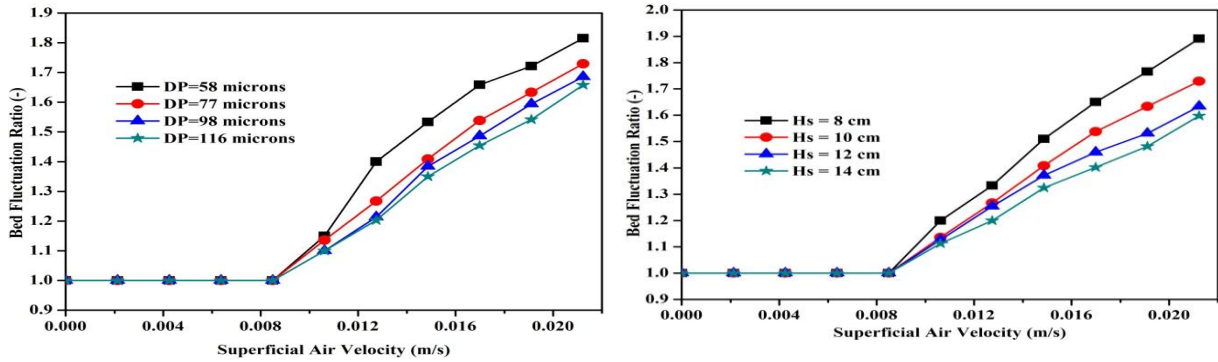 Bed Fluctuation Ratio (-)
1.9
1.8
1.7
1.6
1.5
1.4
1.3
1.2
1.1
1.0
0.9
DP=58 microns
DP=77 microns
DP=98 microns
DP=116 microns
0.000 0.004 0.008 0.012 0.016 0.020
Superficial Air Velocity (m/s)
Bed Fluctuation Ratio (-)
2.0
1.9
1.8
1.7
1.6
1.5
1.4
1.3
1.2
1.1
1.0
0.9
Hs = 8 cm
Hs = 10 cm
Hs = 12 cm
Hs = 14 cm
0.000 0.004 0.008 0.012 0.016 0.020
Superficial Air Velocity (m/s)